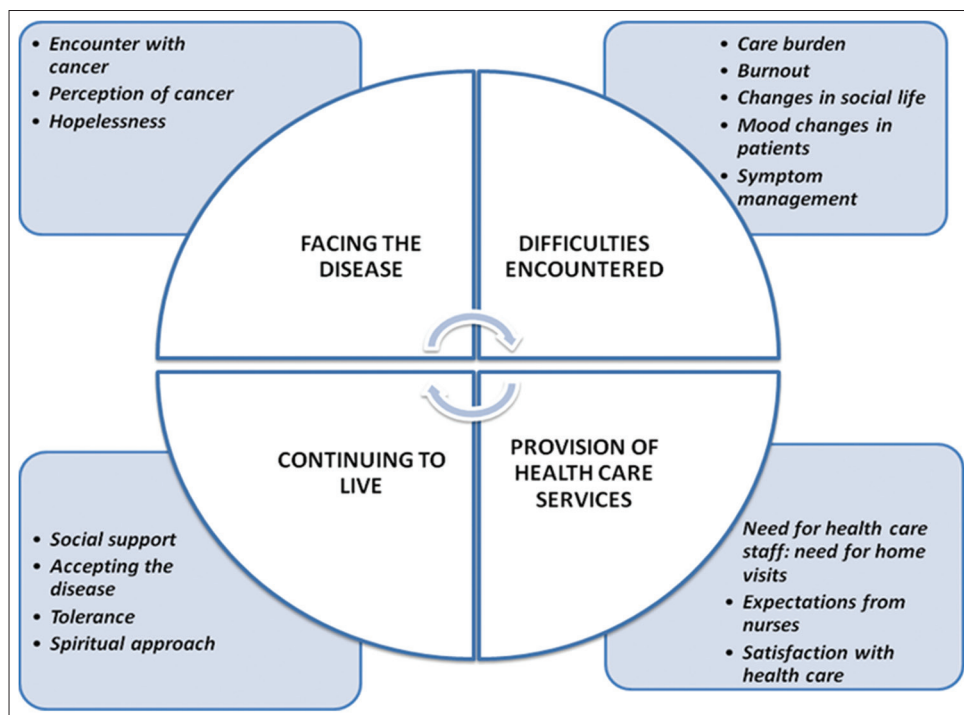 • Encounter with
cancer
• Perception of cancer
• Hopelessness
• Care burden
• Burnout
• Changes in social life
• Mood changes in
patients
• Symptom
management
FACING THE
DISEASE
DIFFICULTIES
ENCOUNTERED
CONTINUING TO
LIVE
PROVISION OF
HEALTH CARE
SERVICES
• Social support
• Accepting the
disease
• Tolerance
• Spiritual approach
Need for health care
staff: need for home
visits
• Expectations from
nurses
• Satisfaction with
health care